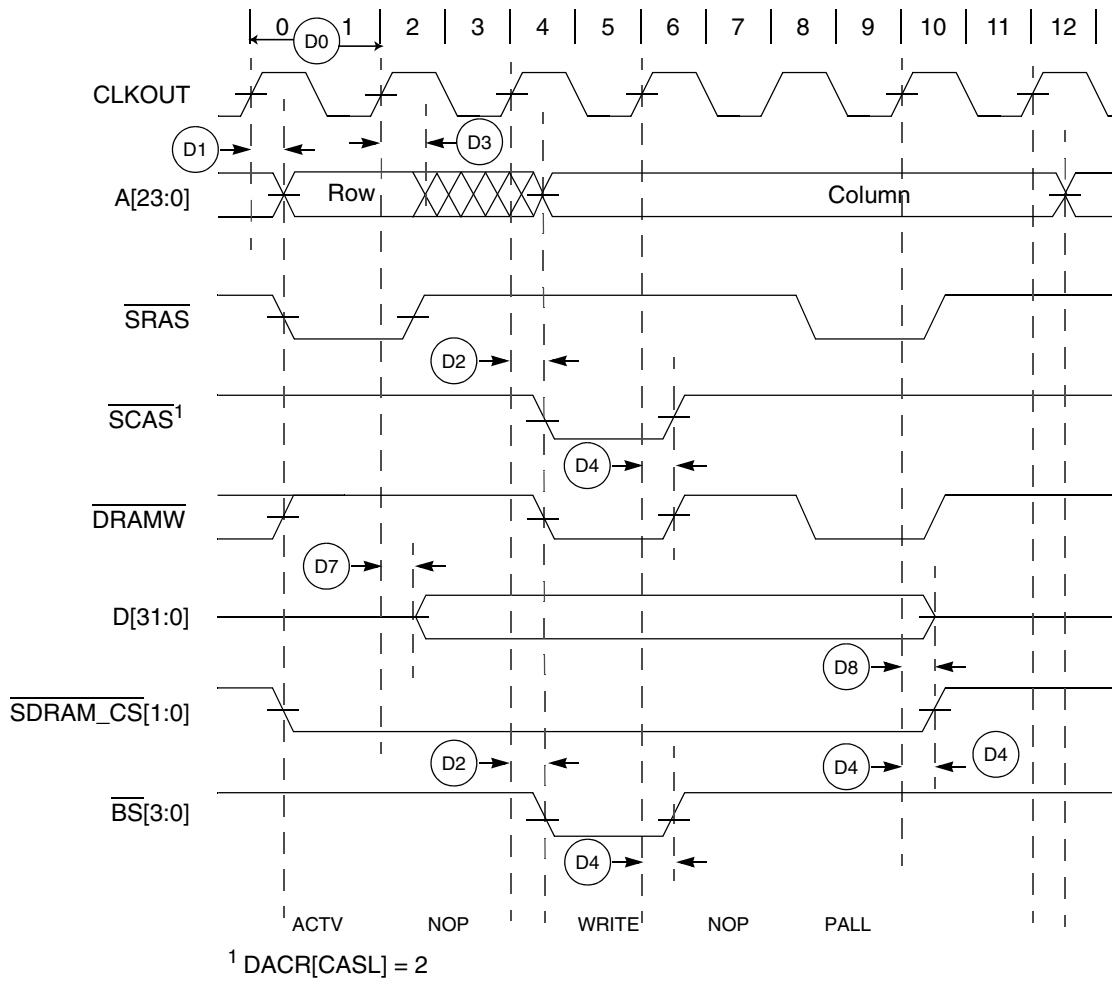 0 1 2 3 4 5 6 7 8 9 10 11 12
D0
CLKOUT
D1 D3
A[23:0] Row Column
SRAS
D2
SCAS¹
D4
DRAMW
D7
D[31:0]
D8
SDRAM_CS[1:0]
D2 D4 D4
BS[3:0]
D4
ACTV NOP WRITE NOP PALL
¹ DACR[CASL] = 2